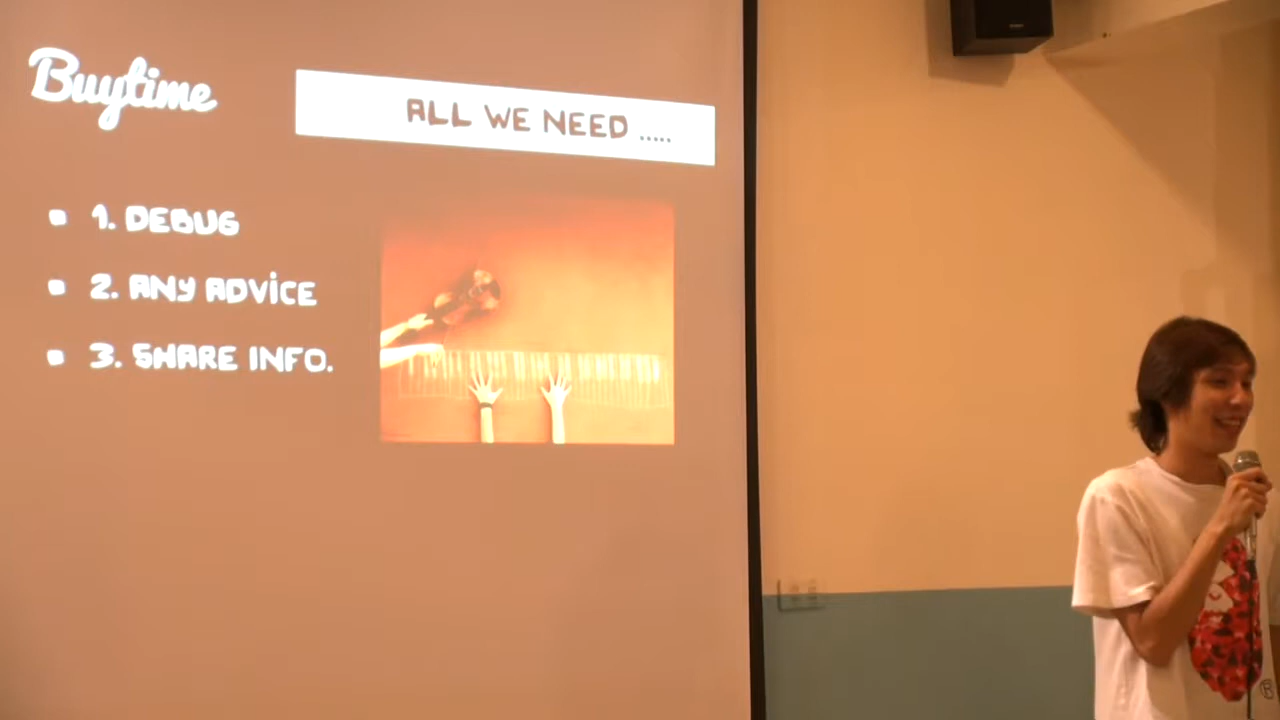 Buytime
ALL WE NEED .....
1. DEBUG
2. ANY ADVICE
3. SHARE INFO.
®